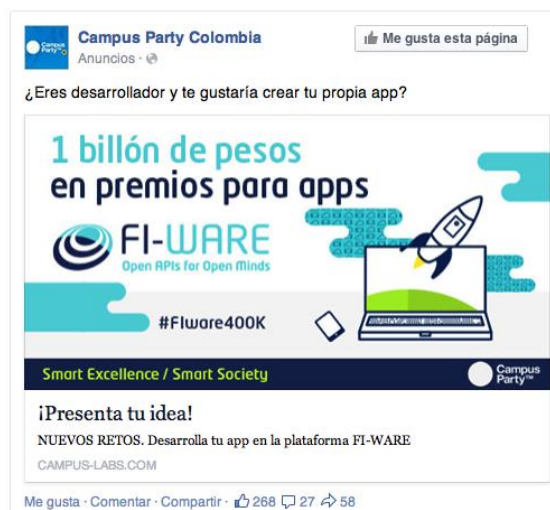 Campus Party Colombia
Anuncios ·
Me gusta esta página
¿Eres desarrollador y te gustaría crear tu propia app?
1 billón de pesos
en premios para apps
FI-WARE
Open APIs for Open Minds
#FIware400K
Smart Excellence / Smart Society
Campus
Party™
¡Presenta tu idea!
NUEVOS RETOS. Desarrolla tu app en la plataforma FI-WARE
CAMPUS-LABS.COM
Me gusta · Comentar · Compartir · 268 27 58